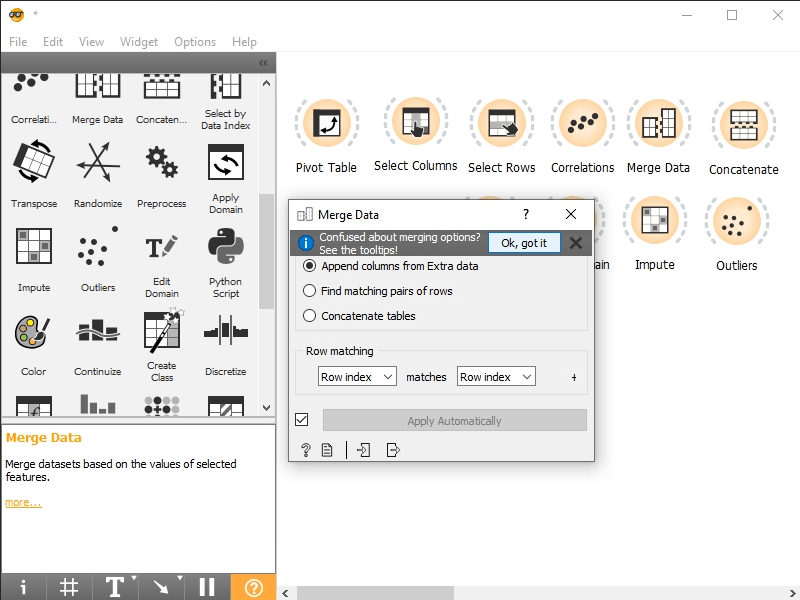 *
File Edit View Widget Options Help
Correlati... Merge Data Concaten... Select by
Data Index
Transpose Randomize Preprocess Apply
Domain
Impute Outliers Edit
Domain Python
Script
Color Continuize Create
Class Discretize
Merge Data
Merge datasets based on the values of selected
features.
more...
Pivot Table Select Columns Select Rows Correlations Merge Data Concatenate
Impute Outliers
Merge Data ?
Confused about merging options?
See the tooltips!
Ok, got it
Append columns from Extra data
Find matching pairs of rows
Concatenate tables
Row matching
Row index matches Row index +
Apply Automatically